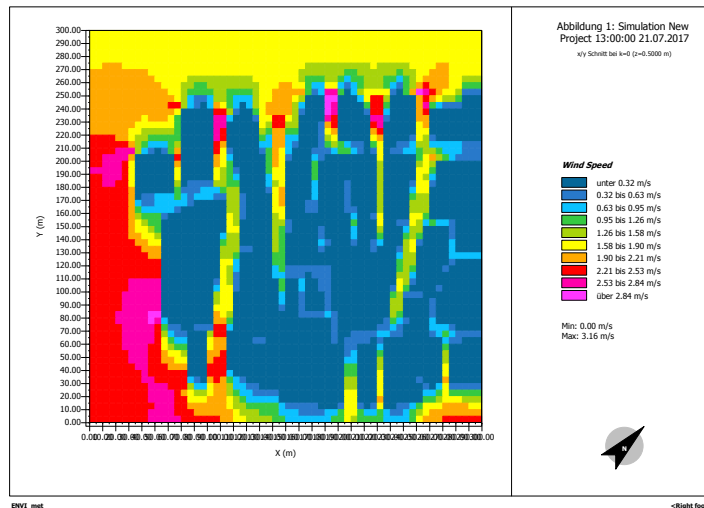 Abbildung 1: Simulation New
Project 13:00:00 21.07.2017
x/y Schnitt bei k=0 (z=0.5000 m)
300.00
290.00
280.00
270.00
260.00
250.00
240.00
230.00
220.00
210.00
200.00
190.00
180.00
170.00
160.00
150.00
140.00
130.00
120.00
110.00
100.00
90.00
80.00
70.00
60.00
50.00
40.00
30.00
20.00
10.00
0.00
Y (m)
X (m)
Wind Speed
unter 0.32 m/s
0.32 bis 0.63 m/s
0.63 bis 0.95 m/s
0.95 bis 1.26 m/s
1.26 bis 1.58 m/s
1.58 bis 1.90 m/s
1.90 bis 2.21 m/s
2.21 bis 2.53 m/s
2.53 bis 2.84 m/s
über 2.84 m/s
Min: 0.00 m/s
Max: 3.16 m/s
N
ENVI_met
<Right foo